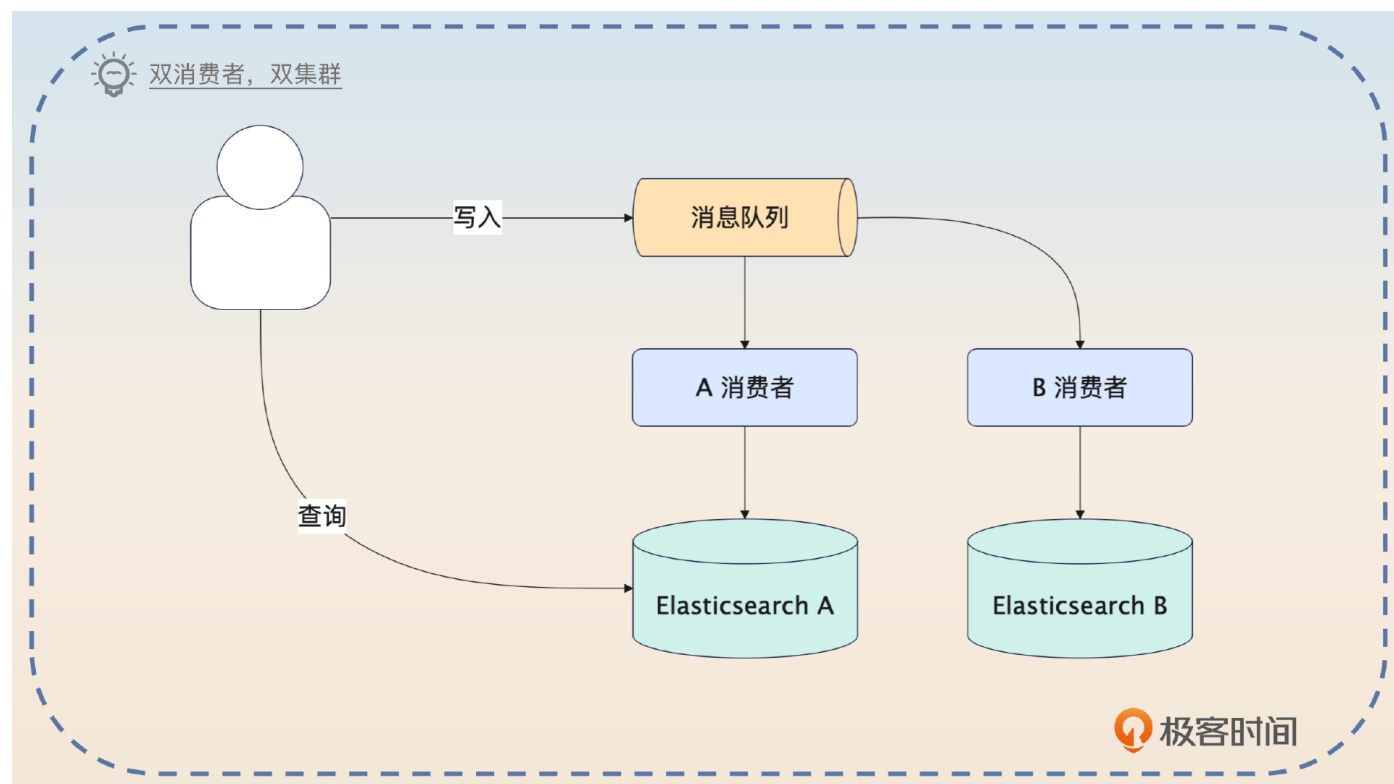 双消费者，双集群
写入
消息队列
A 消费者
B 消费者
查询
Elasticsearch A
Elasticsearch B
极客时间